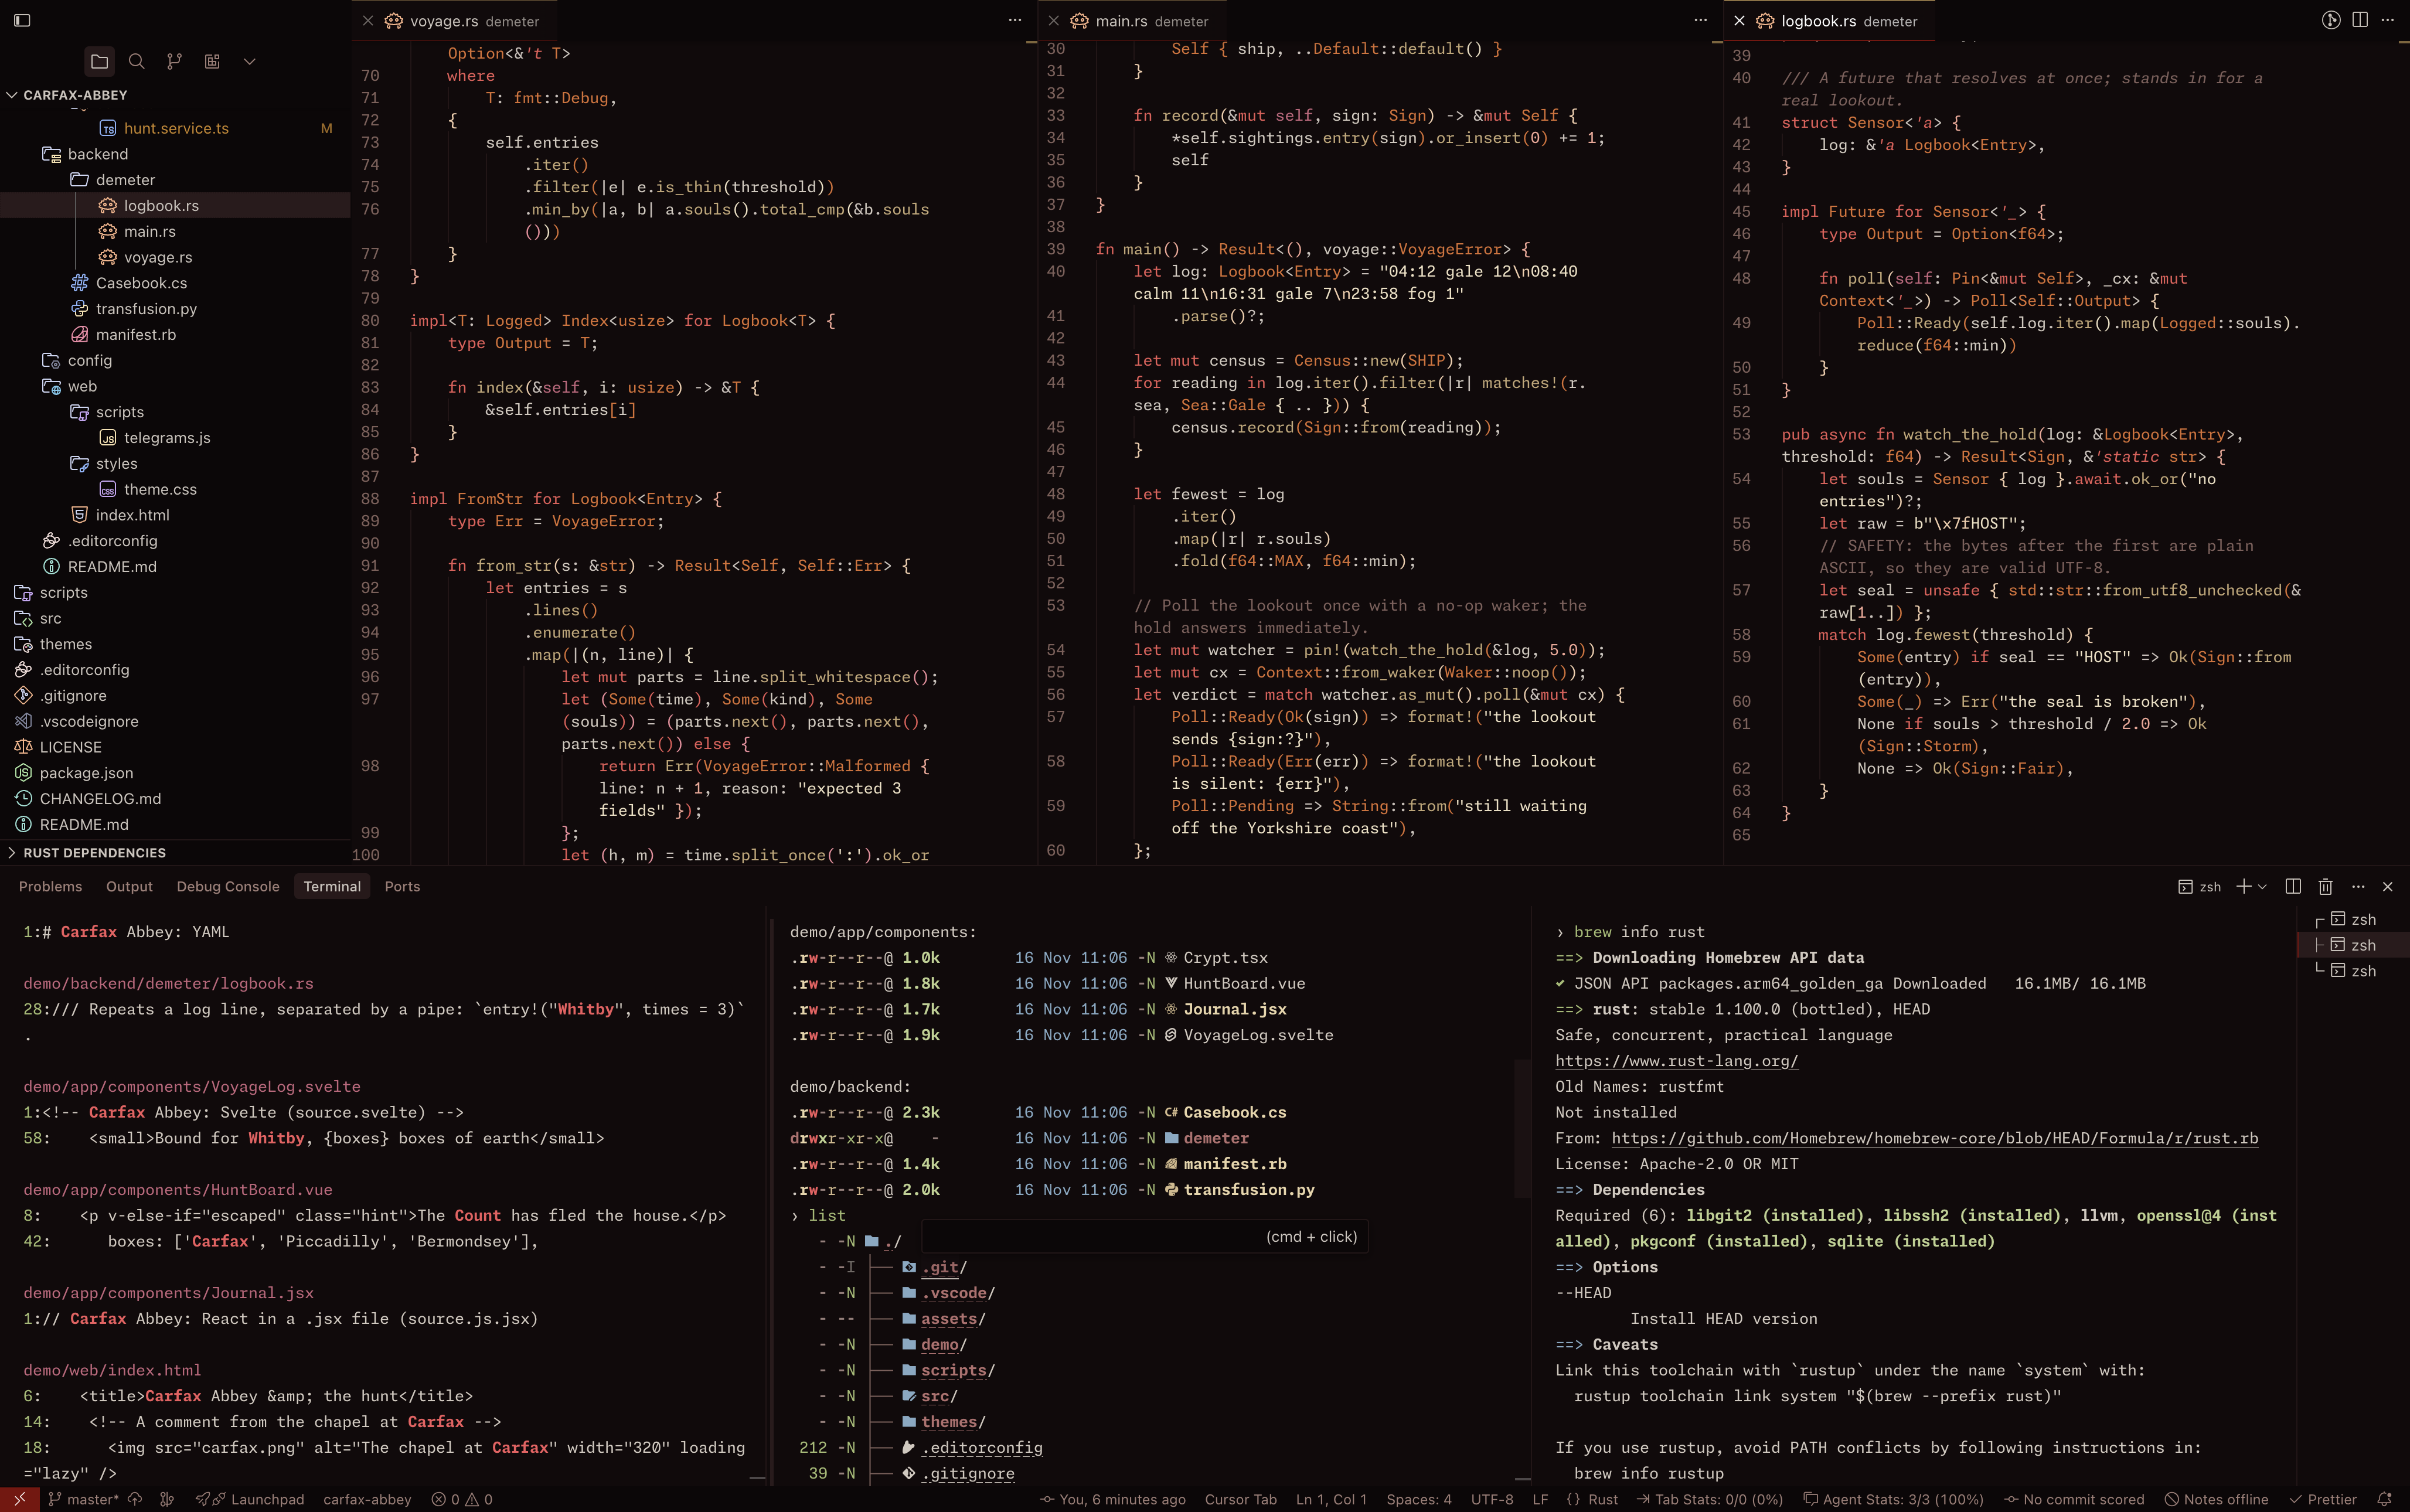 voyage.rs demeter
main.rs demeter
logbook.rs demeter
CARFAX-ABBEY
hunt.service.ts M
backend
demeter
logbook.rs
main.rs
voyage.rs
Casebook.cs
transfusion.py
manifest.rb
config
web
scripts
telegrams.js
styles
theme.css
index.html
.editorconfig
README.md
scripts
src
themes
.editorconfig
.gitignore
.vscodeignore
LICENSE
package.json
CHANGELOG.md
README.md
RUST DEPENDENCIES
Option<&'t T>
70 where
71 T: fmt::Debug,
72 {
73 self.entries
74 .iter()
75 .filter(|e| e.is_thin(threshold))
76 .min_by(|a, b| a.souls().total_cmp(&b.souls
()))
77 }
78 }
79
80 impl<T: Logged> Index<usize> for Logbook<T> {
81 type Output = T;
82
83 fn index(&self, i: usize) -> &T {
84 &self.entries[i]
85 }
86 }
87
88 impl FromStr for Logbook<Entry> {
89 type Err = VoyageError;
90
91 fn from_str(s: &str) -> Result<Self, Self::Err> {
92 let entries = s
93 .lines()
94 .enumerate()
95 .map(|(n, line)| {
96 let mut parts = line.split_whitespace();
97 let (Some(time), Some(kind), Some
(souls)) = (parts.next(), parts.next(),
parts.next()) else {
98 return Err(VoyageError::Malformed {
line: n + 1, reason: "expected 3
fields" });
99 };
100 let (h, m) = time.split_once(':').ok_or
30 Self { ship, ..Default::default() }
31 }
32
33 fn record(&mut self, sign: Sign) -> &mut Self {
34 *self.sightings.entry(sign).or_insert(0) += 1;
35 self
36 }
37 }
38
39 fn main() -> Result<(), voyage::VoyageError> {
40 let log: Logbook<Entry> = "04:12 gale 12\n08:40
calm 11\n16:31 gale 7\n23:58 fog 1"
41 .parse()?;
42
43 let mut census = Census::new(SHIP);
44 for reading in log.iter().filter(|r| matches!(r.
sea, Sea::Gale { .. })) {
45 census.record(Sign::from(reading));
46 }
47
48 let fewest = log
49 .iter()
50 .map(|r| r.souls)
51 .fold(f64::MAX, f64::min);
52
53 // Poll the lookout once with a no-op waker; the
hold answers immediately.
54 let mut watcher = pin!(watch_the_hold(&log, 5.0));
55 let mut cx = Context::from_waker(Waker::noop());
56 let verdict = match watcher.as_mut().poll(&mut cx) {
57 Poll::Ready(Ok(sign)) => format!("the lookout
sends {sign:?}"),
58 Poll::Ready(Err(err)) => format!("the lookout
is silent: {err}"),
59 Poll::Pending => String::from("still waiting
off the Yorkshire coast"),
60 };
39
40 /// A future that resolves at once; stands in for a
real lookout.
41 struct Sensor<'a> {
42 log: &'a Logbook<Entry>,
43 }
44
45 impl Future for Sensor<'_> {
46 type Output = Option<f64>;
47
48 fn poll(self: Pin<&mut Self>, _cx: &mut
Context<'_>) -> Poll<Self::Output> {
49 Poll::Ready(self.log.iter().map(Logged::souls).
reduce(f64::min))
50 }
51 }
52
53 pub async fn watch_the_hold(log: &Logbook<Entry>,
threshold: f64) -> Result<Sign, &'static str> {
54 let souls = Sensor { log }.await.ok_or("no
entries")?;
55 let raw = b"\x7fHOST";
56 // SAFETY: the bytes after the first are plain
ASCII, so they are valid UTF-8.
57 let seal = unsafe { std::str::from_utf8_unchecked(&
raw[1..]) };
58 match log.fewest(threshold) {
59 Some(entry) if seal == "HOST" => Ok(Sign::from
(entry)),
60 Some(_) => Err("the seal is broken"),
61 None if souls > threshold / 2.0 => Ok
(Sign::Storm),
62 None => Ok(Sign::Fair),
63 }
64 }
65
Problems Output Debug Console Terminal Ports
zsh
1:# Carfax Abbey: YAML
demo/backend/demeter/logbook.rs
28:/// Repeats a log line, separated by a pipe: `entry!("Whitby", times = 3)`
.
demo/app/components/VoyageLog.svelte
1:<!-- Carfax Abbey: Svelte (source.svelte) -->
58: <small>Bound for Whitby, {boxes} boxes of earth</small>
demo/app/components/HuntBoard.vue
8: <p v-else-if="escaped" class="hint">The Count has fled the house.</p>
42: boxes: ['Carfax', 'Piccadilly', 'Bermondsey'],
demo/app/components/Journal.jsx
1:// Carfax Abbey: React in a .jsx file (source.js.jsx)
demo/web/index.html
6: <title>Carfax Abbey &amp; the hunt</title>
14: <!-- A comment from the chapel at Carfax -->
18: <img src="carfax.png" alt="The chapel at Carfax" width="320" loading
="lazy" />
demo/app/components:
.rw-r--r--@ 1.0k 16 Nov 11:06 -N Crypt.tsx
.rw-r--r--@ 1.8k 16 Nov 11:06 -N HuntBoard.vue
.rw-r--r--@ 1.7k 16 Nov 11:06 -N Journal.jsx
.rw-r--r--@ 1.9k 16 Nov 11:06 -N VoyageLog.svelte
demo/backend:
.rw-r--r--@ 2.3k 16 Nov 11:06 -N Casebook.cs
drwxr-xr-x@ - 16 Nov 11:06 -N demeter
.rw-r--r--@ 1.4k 16 Nov 11:06 -N manifest.rb
.rw-r--r--@ 2.0k 16 Nov 11:06 -N transfusion.py
› list
(cmd + click)
- -N ./
- -I ├── .git/
- -N ├── .vscode/
- -- ├── assets/
- -N ├── demo/
- -N ├── scripts/
- -N ├── src/
- -N ├── themes/
212 -N ├── .editorconfig
39 -N ├── .gitignore
› brew info rust
==> Downloading Homebrew API data
✔ JSON API packages.arm64_golden_ga Downloaded 16.1MB/ 16.1MB
==> rust: stable 1.100.0 (bottled), HEAD
Safe, concurrent, practical language
https://www.rust-lang.org/
Old Names: rustfmt
Not installed
From: https://github.com/Homebrew/homebrew-core/blob/HEAD/Formula/r/rust.rb
License: Apache-2.0 OR MIT
==> Dependencies
Required (6): libgit2 (installed), libssh2 (installed), llvm, openssl@4 (inst
alled), pkgconf (installed), sqlite (installed)
==> Options
--HEAD
Install HEAD version
==> Caveats
Link this toolchain with `rustup` under the name `system` with:
rustup toolchain link system "$(brew --prefix rust)"
If you use rustup, avoid PATH conflicts by following instructions in:
brew info rustup
zsh
zsh
zsh
master* Launchpad carfax-abbey 0 0
You, 6 minutes ago Cursor Tab Ln 1, Col 1 Spaces: 4 UTF-8 LF {} Rust Tab Stats: 0/0 (0%) Agent Stats: 3/3 (100%) No commit scored Notes offline Prettier